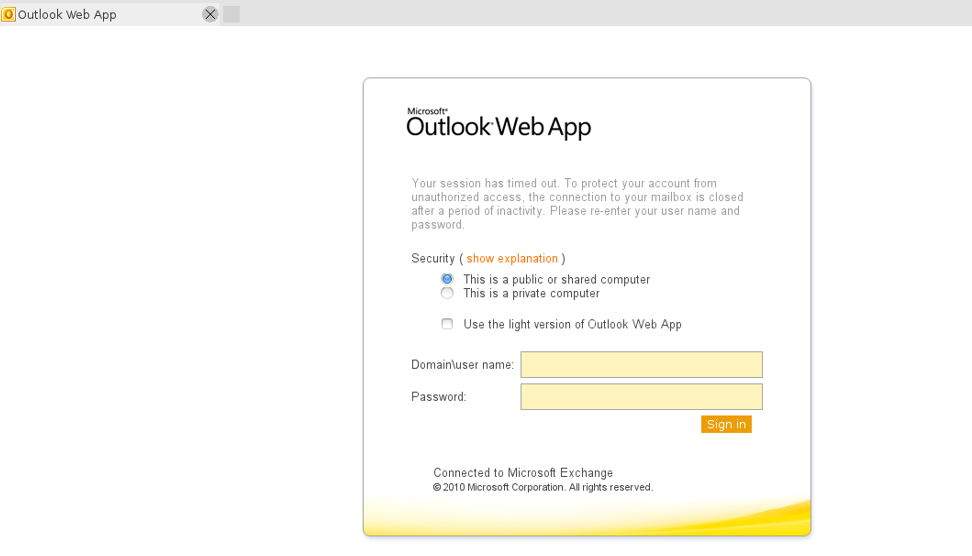 Outlook Web App
Microsoft®
Outlook Web App
Your session has timed out. To protect your account from
unauthorized access, the connection to your mailbox is closed
after a period of inactivity. Please re-enter your user name and
password.
Security ( show explanation )
This is a public or shared computer
This is a private computer
Use the light version of Outlook Web App
Domain\user name:
Password:
Sign in
Connected to Microsoft Exchange
© 2010 Microsoft Corporation. All rights reserved.